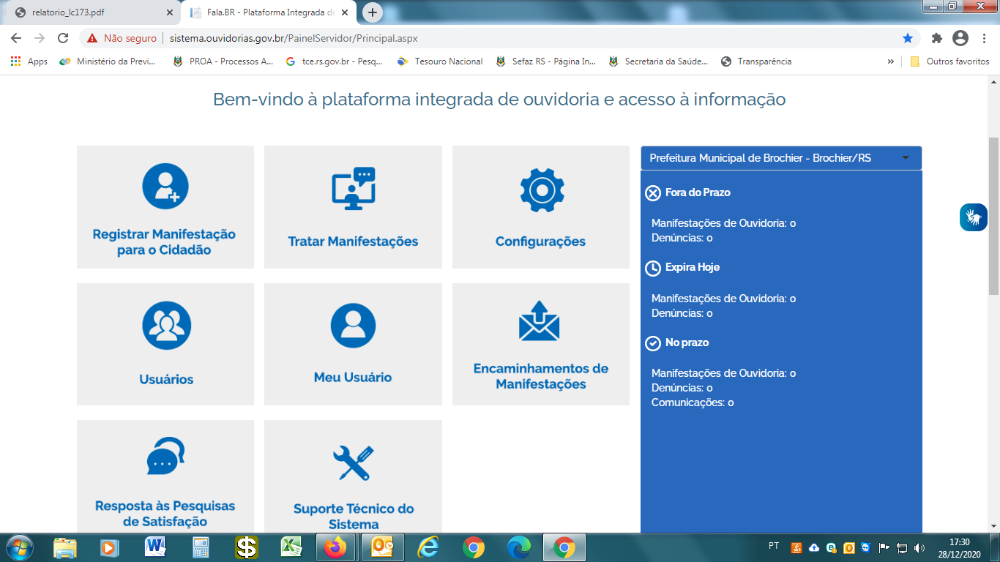 relatorio_lc173.pdf
Fala.BR - Plataforma Integrada de
Não seguro
sistema.ouvidorias.gov.br/PainelServidor/Principal.aspx
Apps
Ministério da Previ...
PROA - Processos A...
tce.rs.gov.br - Pesq...
Tesouro Nacional
Sefaz RS - Página In...
Secretaria da Saúde...
Transparência
»
Outros favoritos
Bem-vindo à plataforma integrada de ouvidoria e acesso à informação
Registrar Manifestação
para o Cidadão
Tratar Manifestações
Configurações
Usuários
Meu Usuário
Encaminhamentos de
Manifestações
Resposta às Pesquisas
de Satisfação
Suporte Técnico do
Sistema
Prefeitura Municipal de Brochier - Brochier/RS
Fora do Prazo
Manifestações de Ouvidoria: 0
Denúncias: 0
Expira Hoje
Manifestações de Ouvidoria: 0
Denúncias: 0
No prazo
Manifestações de Ouvidoria: 0
Denúncias: 0
Comunicações: 0
PT
17:30
28/12/2020